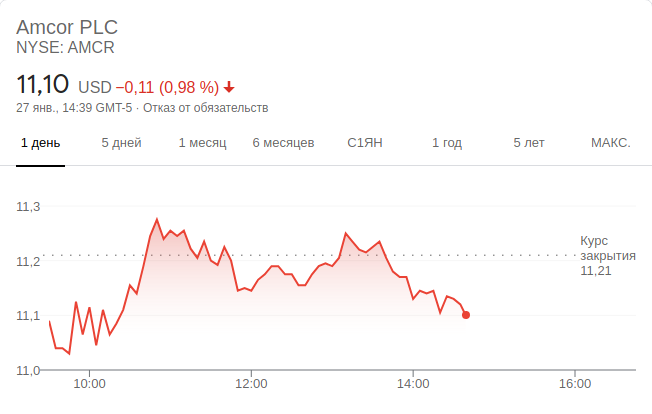 Amcor PLC
NYSE: AMCR
11,10 USD −0,11 (0,98 %)
27 янв., 14:39 GMT-5 · Отказ от обязательств
1 день 5 дней 1 месяц 6 месяцев С1ЯН 1 год 5 лет МАКС.
11,3
11,2
11,1
11,0
Курс
закрытия
11,21
10:00 12:00 14:00 16:00